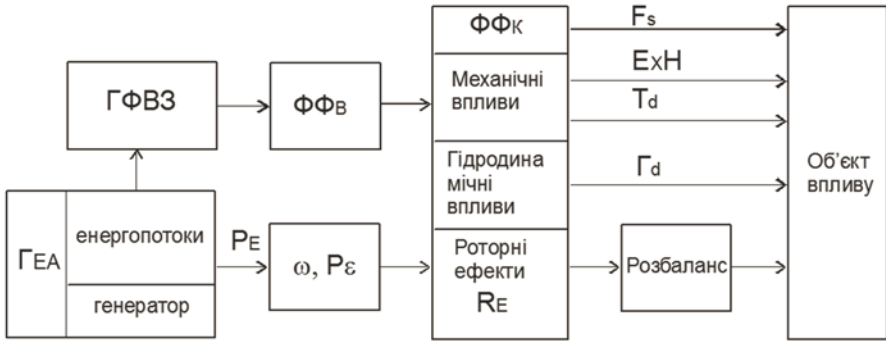 ФФК
Fs
ГФВЗ
ФФВ
Механічні
впливи
ExH
Td
Гідродина
мічні
впливи
Гd
Об’єкт
впливу
ГЕА
енергопотоки
генератор
PE
ω, Pε
Роторні
ефекти
RE
Розбаланс